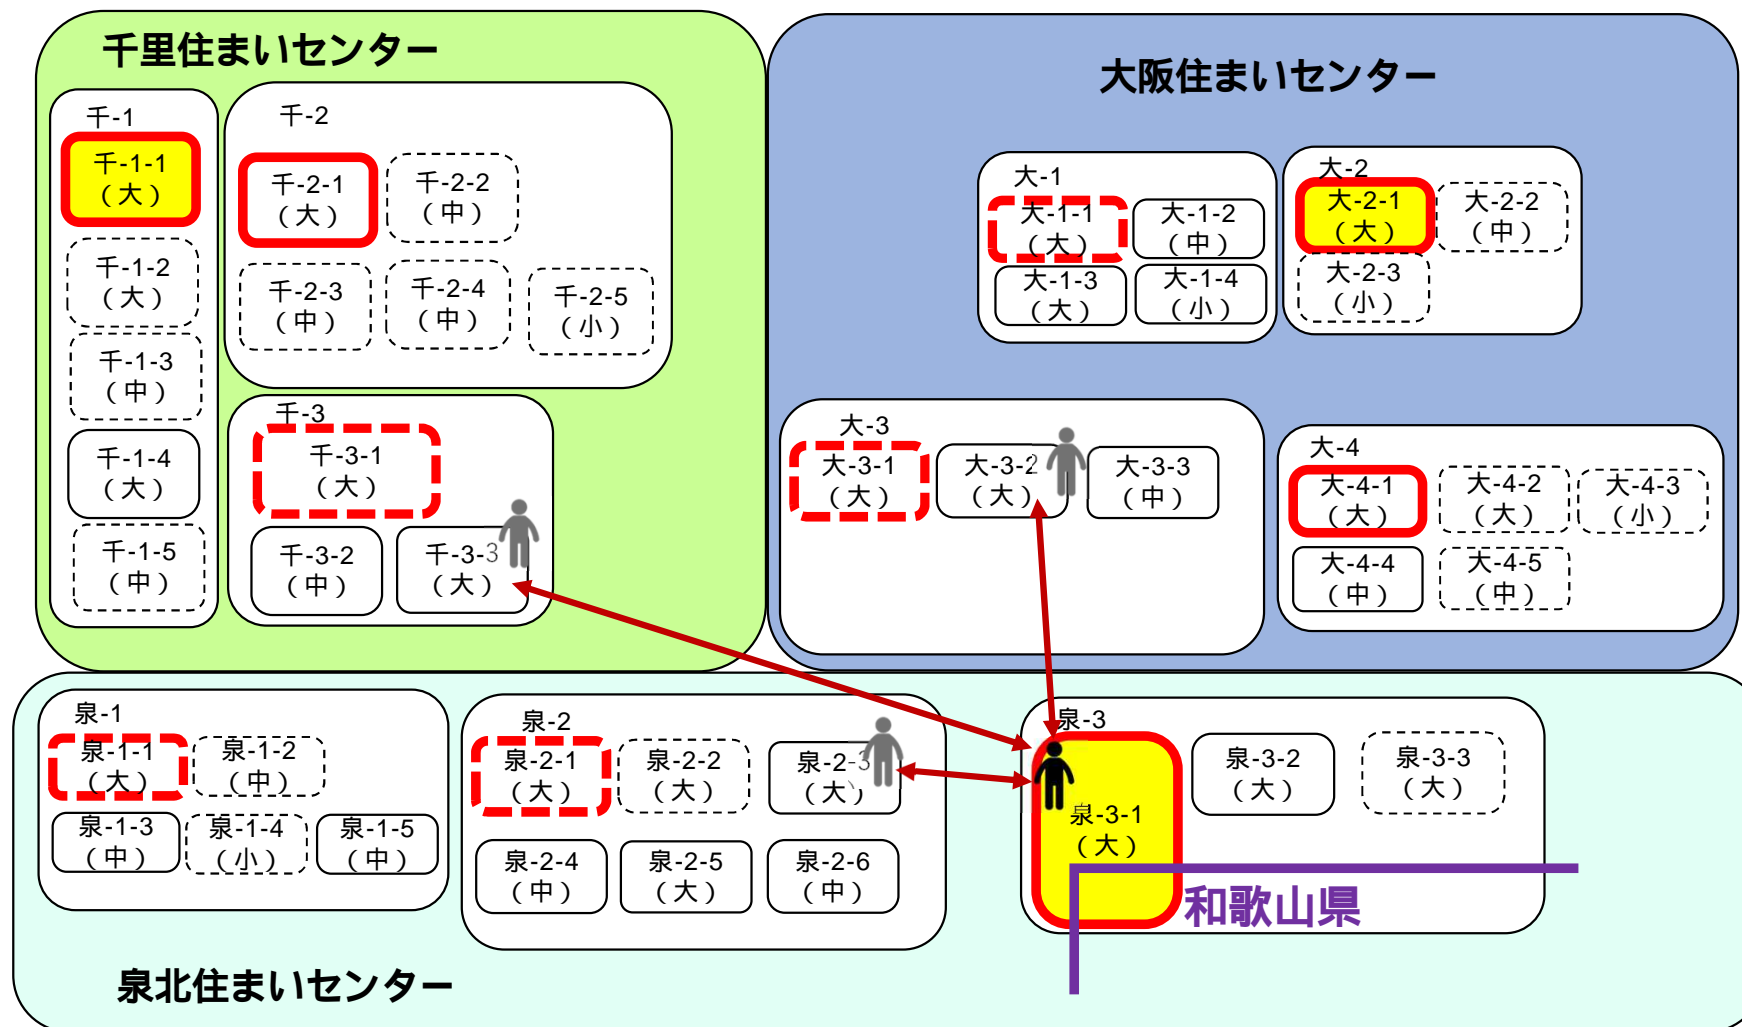 千里住まいセンター
千-1
千-1-1
（大）
千-1-2
（大）
千-1-3
（中）
千-1-4
（大）
千-1-5
（中）
千-2
千-2-1
（大）
千-2-2
（中）
千-2-3
（中）
千-2-4
（中）
千-2-5
（小）
千-3
千-3-1
（大）
千-3-2
（中）
千-3-3
（大）
大阪住まいセンター
大-1
大-1-1
（大）
大-1-2
（中）
大-1-3
（大）
大-1-4
（小）
大-2
大-2-1
（大）
大-2-2
（中）
大-2-3
（小）
大-3
大-3-1
（大）
大-3-2
（大）
大-3-3
（中）
大-4
大-4-1
（大）
大-4-2
（大）
大-4-3
（小）
大-4-4
（中）
大-4-5
（中）
泉-1
泉-1-1
（大）
泉-1-2
（中）
泉-1-3
（中）
泉-1-4
（小）
泉-1-5
（中）
泉-2
泉-2-1
（大）
泉-2-2
（大）
泉-2-3
（大）
泉-2-4
（中）
泉-2-5
（大）
泉-2-6
（中）
泉-3
泉-3-1
（大）
泉-3-2
（大）
泉-3-3
（大）
和歌山県
泉北住まいセンター